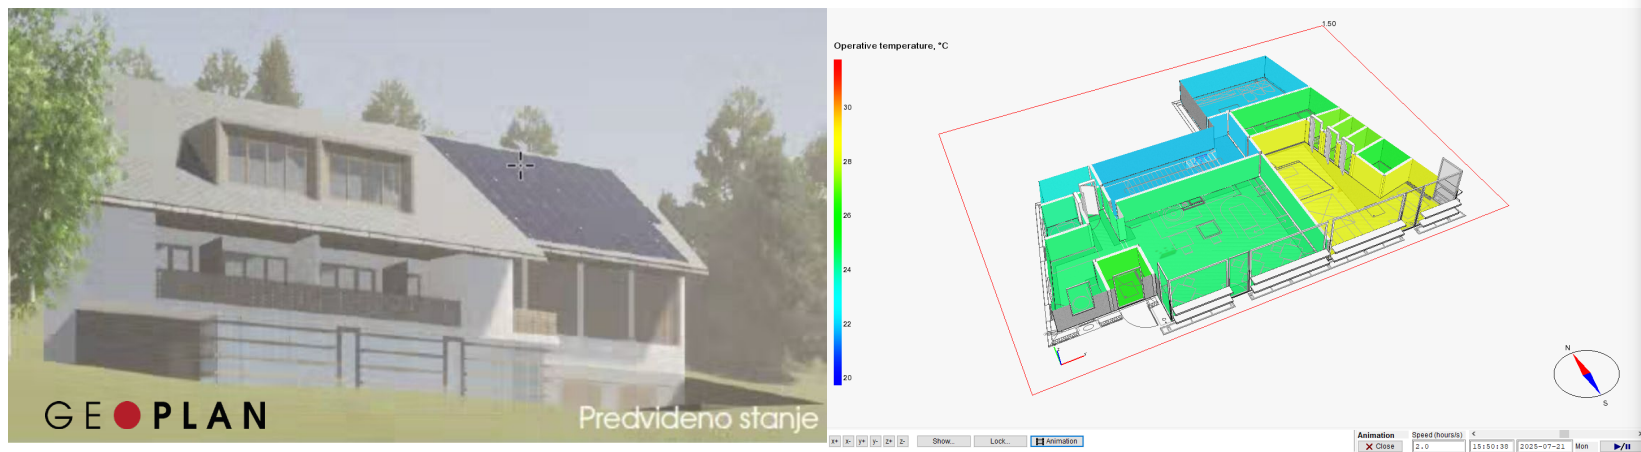 GEOPLAN
Predvideno stanje
1.50
Operative temperature, °C
30
28
26
24
22
20
N
S
x+ x- y+ y- z+ z- Show... Lock... Animation
Animation Speed (hours/s)
Close 2.0 15:50:38 2025-07-21 Mon